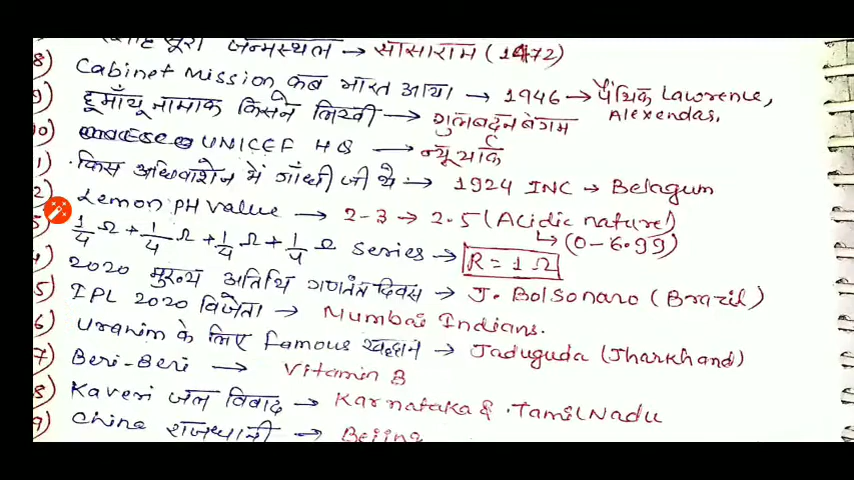 सूरी जन्मस्थल → सासाराम (1472)
8) Cabinet Mission कब भारत आया → 1946 → पैथिक Lawrence,
Alexendas.
9) हूमाँयू नामाक किसने लिखी → गुलबदन बेगम
10) UNICEF HQ → न्यू यार्क
1) किस अधिवाशेन में गाँधी जी थे → 1924 INC → Belagum
2) Lemon PH value → 2-3 → 2.5 (Acidic nature)
↳ (0-6.99)
3) 1/4 Ω + 1/4 Ω + 1/4 Ω + 1/4 Ω series → R = 1 Ω
4) 2020 मुख्य अतिथि गणतंत्र दिवस → J. Bolsonaro (Brazil)
5) IPL 2020 विजेता → Mumbai Indians.
6) Uranim के लिए famous खद्दान → Jaduguda (Jharkhand)
7) Beri-Beri → Vitamin B
8) Kaveri जल विवाद → Karnataka & Tamil Nadu
9) China राजधानी → Beijing